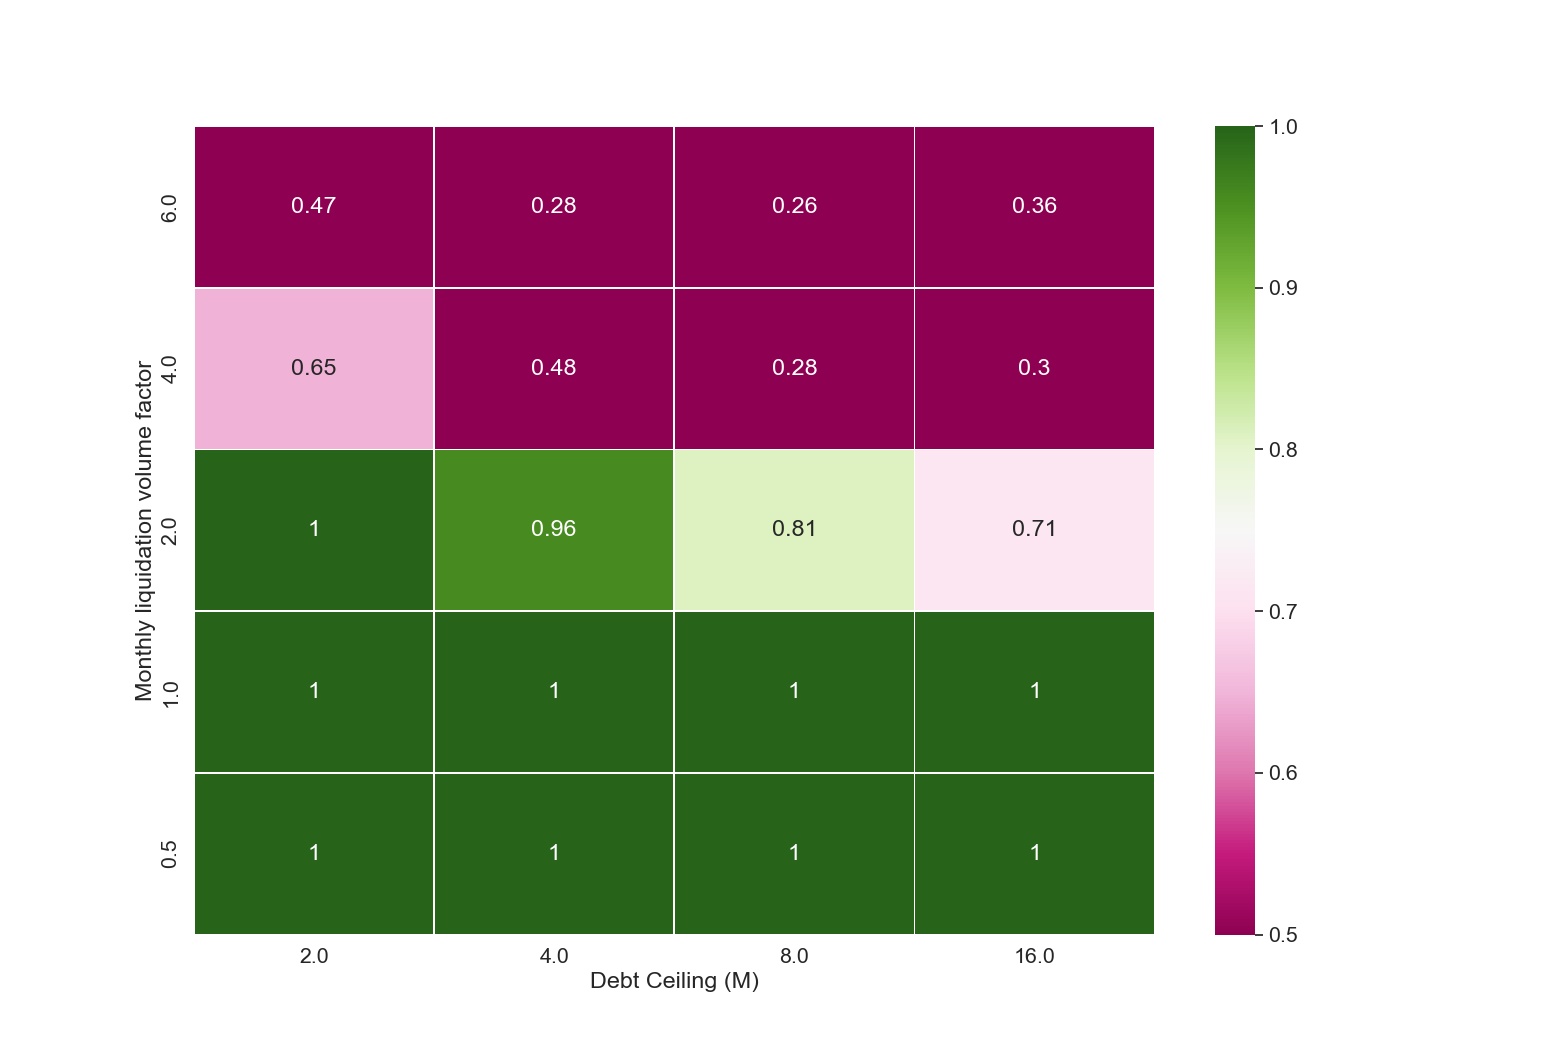 Monthly liquidation volume factor
6.0 0.47 0.28 0.26 0.36
4.0 0.65 0.48 0.28 0.3
2.0 1 0.96 0.81 0.71
1.0 1 1 1 1
0.5 1 1 1 1
2.0 4.0 8.0 16.0
Debt Ceiling (M)
1.0
0.9
0.8
0.7
0.6
0.5